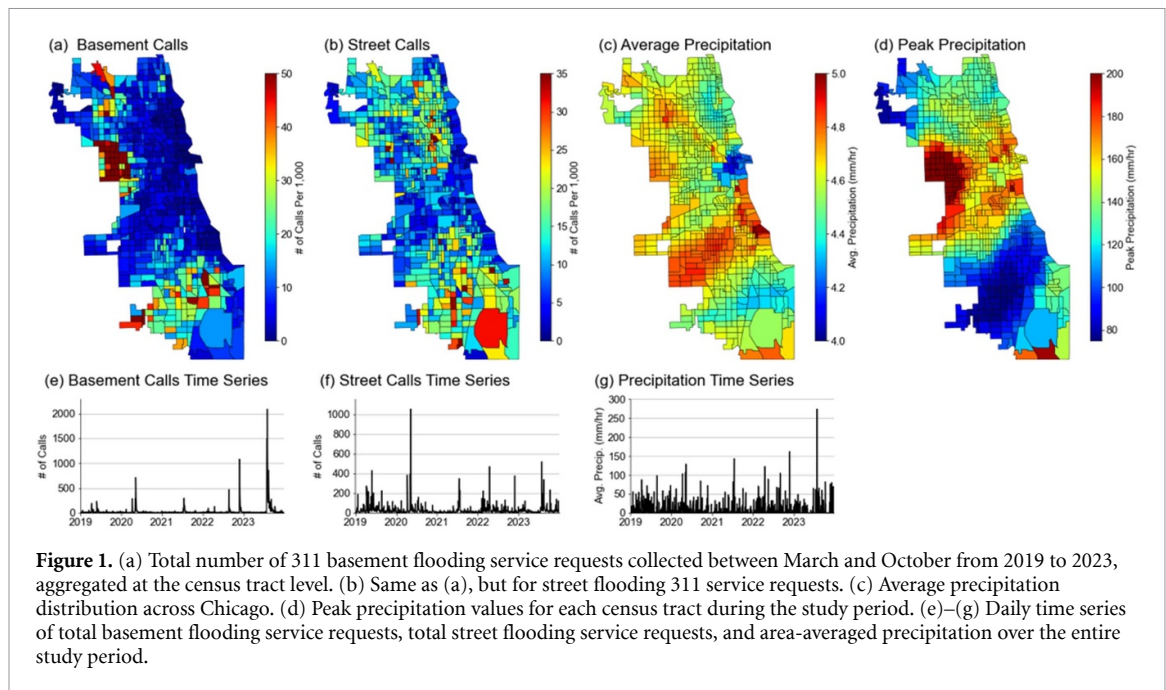 (a) Basement Calls
(b) Street Calls
(c) Average Precipitation
(d) Peak Precipitation
50
40
30
20
10
0
# of Calls Per 1,000
35
30
25
20
15
10
5
0
# of Calls Per 1,000
5.0
4.8
4.6
4.4
4.2
4.0
Avg. Precipitation (mm/hr)
200
180
160
140
120
100
80
Peak Precipitation (mm/hr)
(e) Basement Calls Time Series
2000
1500
1000
500
0
# of Calls
2019 2020 2021 2022 2023
(f) Street Calls Time Series
1000
800
600
400
200
0
# of Calls
2019 2020 2021 2022 2023
(g) Precipitation Time Series
300
250
200
150
100
50
0
Avg. Precip. (mm/hr)
2019 2020 2021 2022 2023
Figure 1. (a) Total number of 311 basement flooding service requests collected between March and October from 2019 to 2023,
aggregated at the census tract level. (b) Same as (a), but for street flooding 311 service requests. (c) Average precipitation
distribution across Chicago. (d) Peak precipitation values for each census tract during the study period. (e)–(g) Daily time series
of total basement flooding service requests, total street flooding service requests, and area-averaged precipitation over the entire
study period.